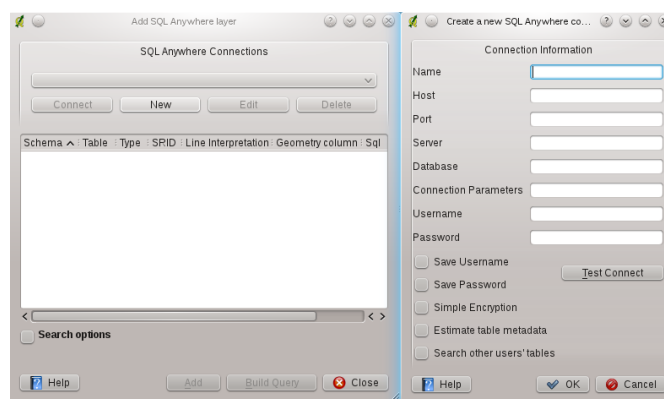 Add SQL Anywhere layer
SQL Anywhere Connections
Connect New Edit Delete
Schema Table Type SRID Line Interpretation Geometry column Sql
Search options
Help Add Build Query Close
Create a new SQL Anywhere co...
Connection Information
Name
Host
Port
Server
Database
Connection Parameters
Username
Password
Save Username
Test Connect
Save Password
Simple Encryption
Estimate table metadata
Search other users' tables
Help OK Cancel